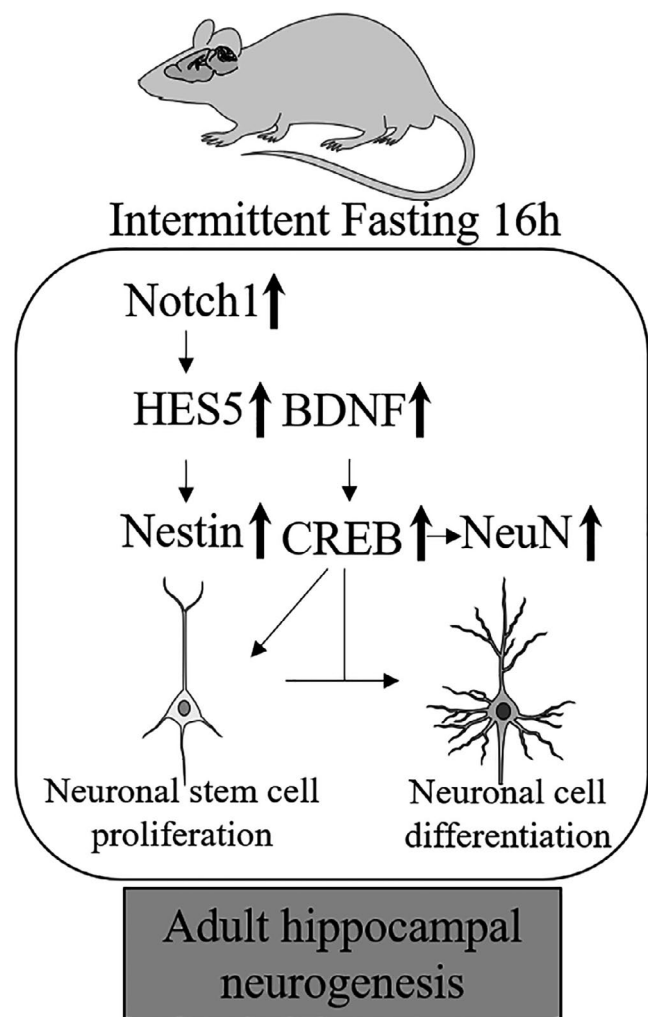 Intermittent Fasting 16h
Notch1
HES5 BDNF
Nestin CREB NeuN
Neuronal stem cell
proliferation
Neuronal cell
differentiation
Adult hippocampal
neurogenesis